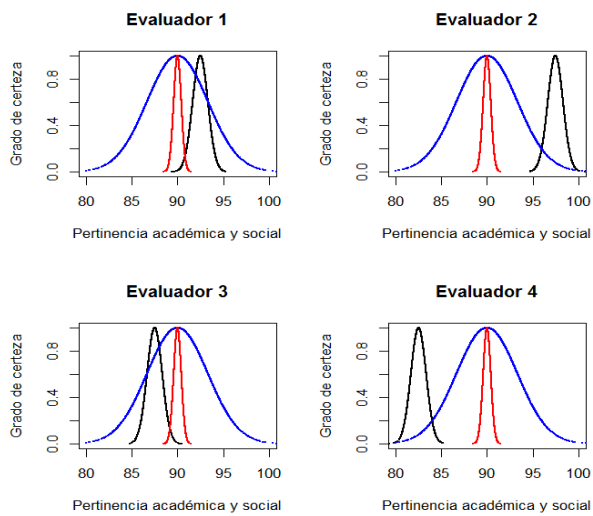 Evaluador 1
Grado de certeza
0.0 0.4 0.8
80 85 90 95 100
Pertinencia académica y social
Evaluador 2
Grado de certeza
0.0 0.4 0.8
80 85 90 95 100
Pertinencia académica y social
Evaluador 3
Grado de certeza
0.0 0.4 0.8
80 85 90 95 100
Pertinencia académica y social
Evaluador 4
Grado de certeza
0.0 0.4 0.8
80 85 90 95 100
Pertinencia académica y social